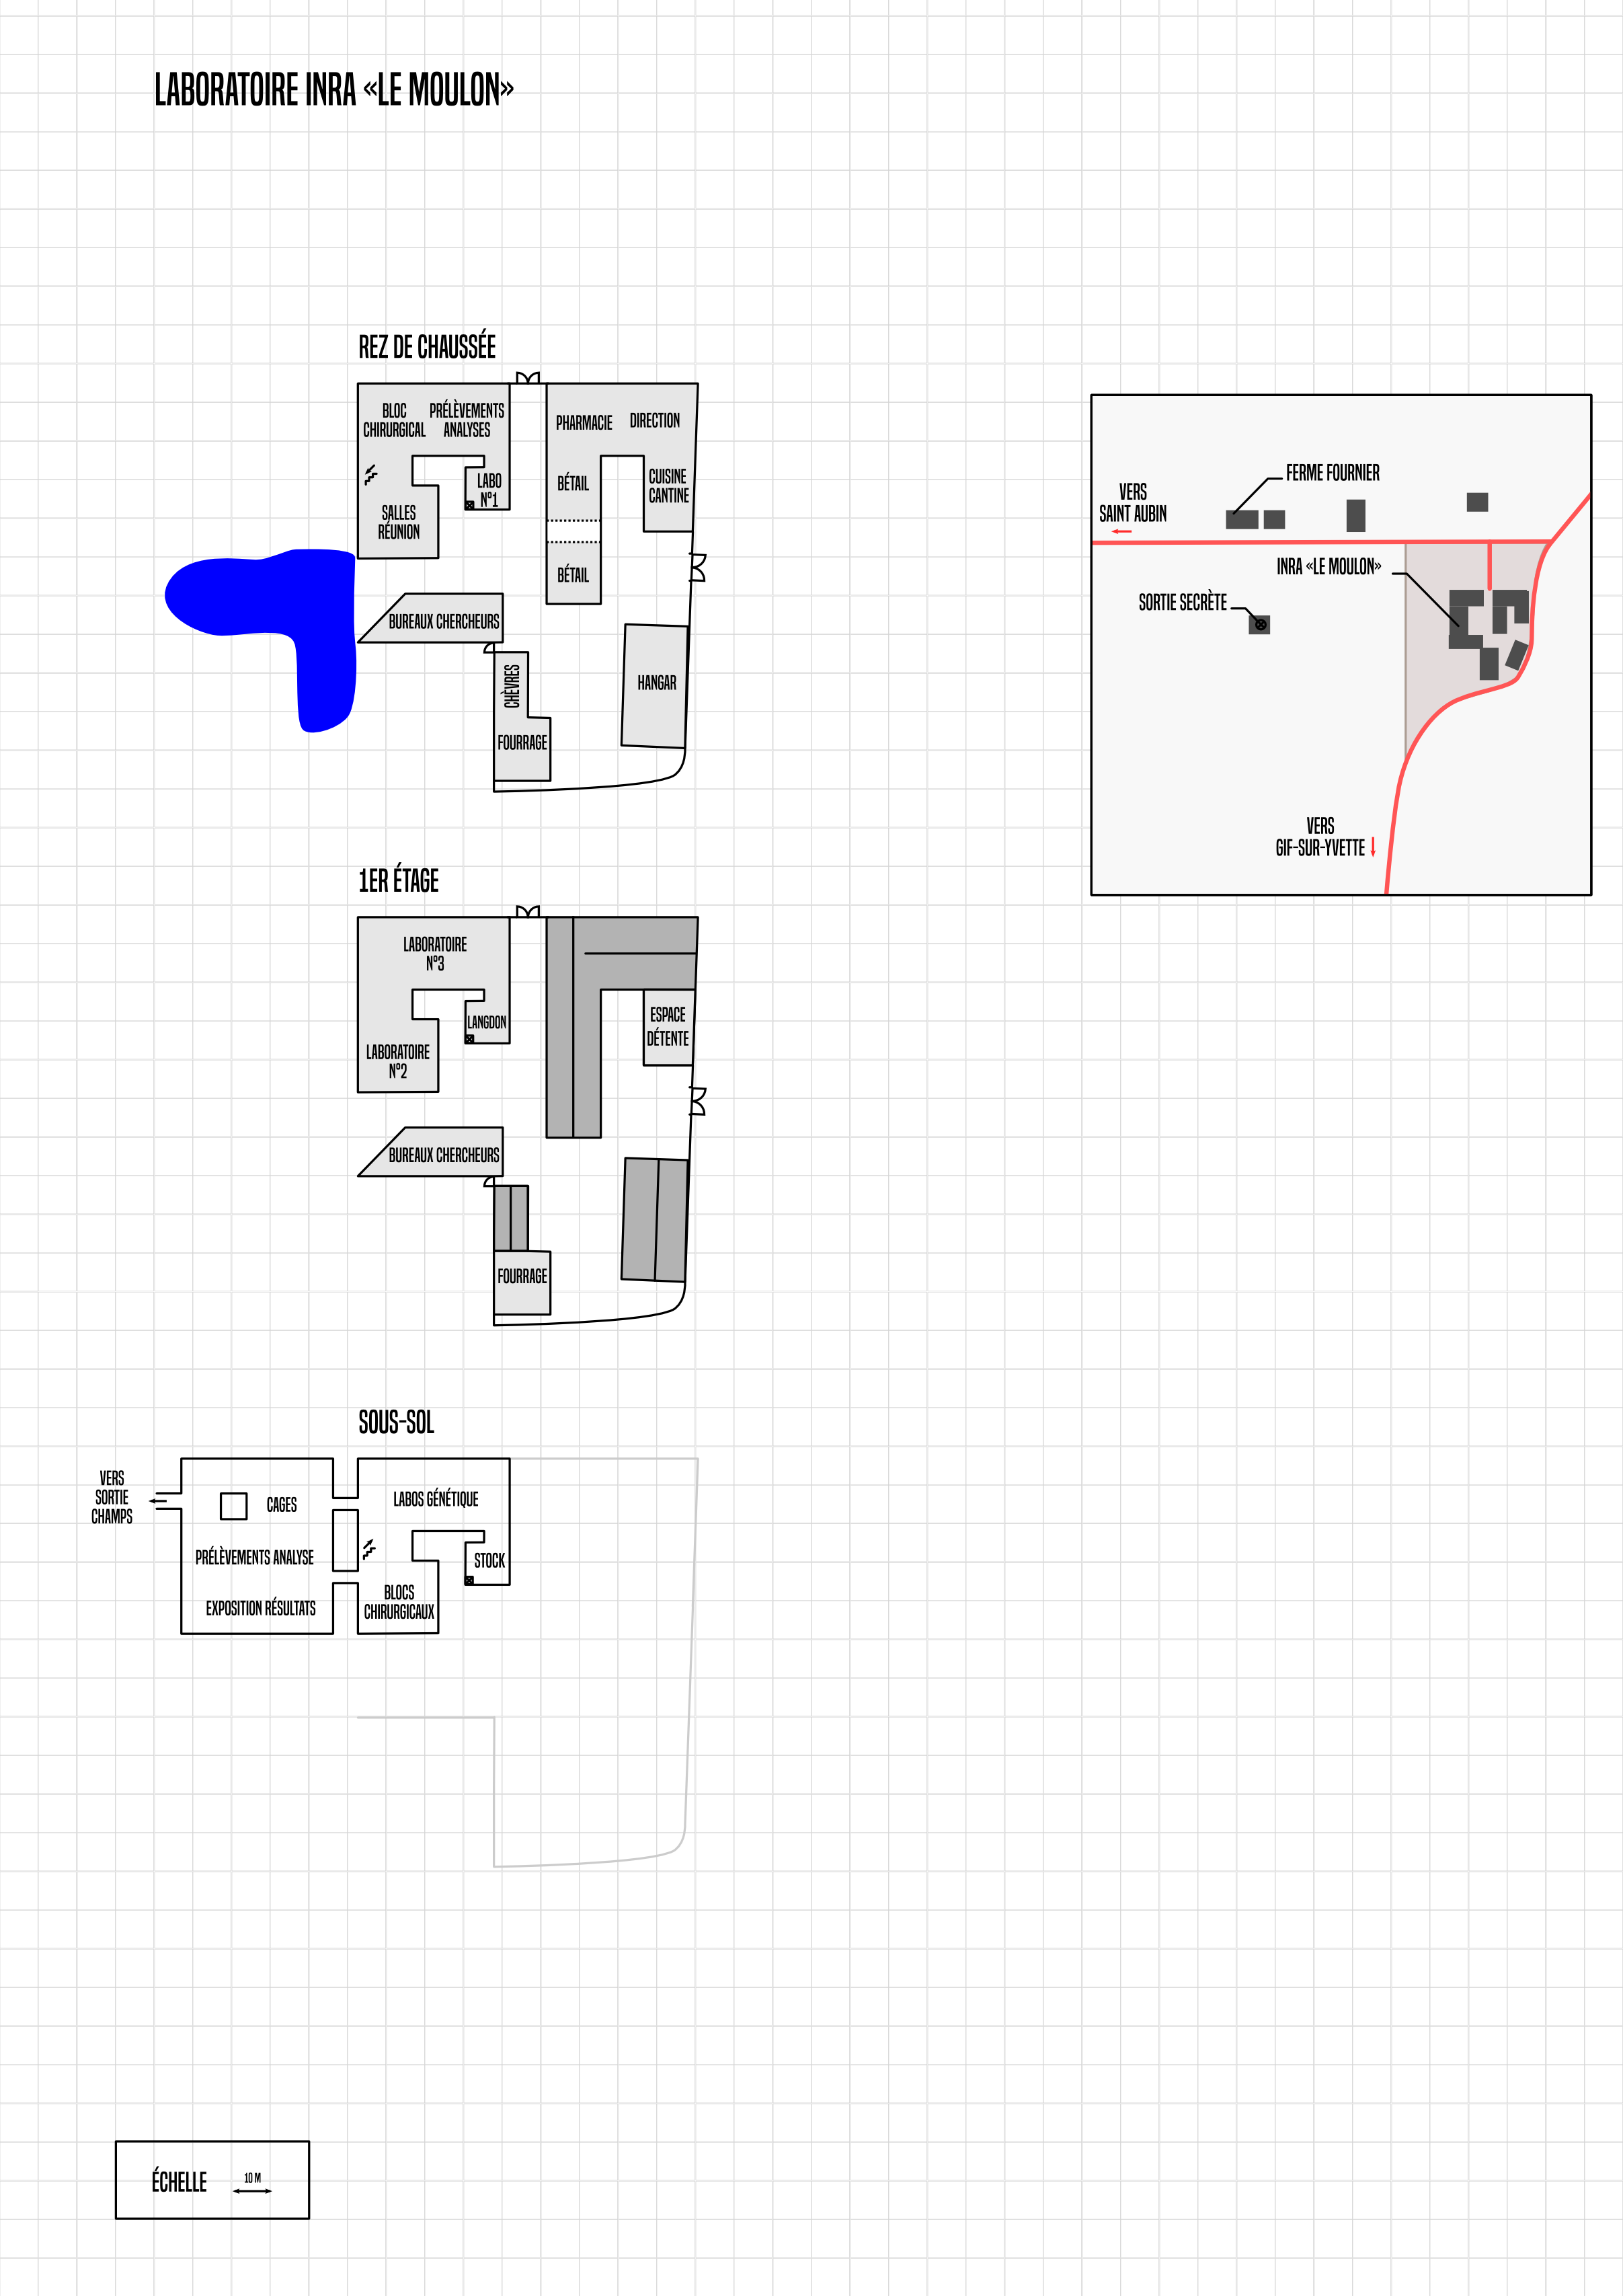 LABORATOIRE INRA «LE MOULON»
REZ DE CHAUSSÉE
BLOC
CHIRURGICAL
PRÉLÈVEMENTS
ANALYSES
LABO
N°1
SALLES
RÉUNION
PHARMACIE
DIRECTION
BÉTAIL
CUISINE
CANTINE
BÉTAIL
BUREAUX CHERCHEURS
CHÈVRES
FOURRAGE
HANGAR
VERS
SAINT AUBIN
FERME FOURNIER
INRA «LE MOULON»
SORTIE SECRÈTE
VERS
GIF-SUR-YVETTE
1ER ÉTAGE
LABORATOIRE
N°3
LANGDON
LABORATOIRE
N°2
ESPACE
DÉTENTE
BUREAUX CHERCHEURS
FOURRAGE
SOUS-SOL
VERS
SORTIE
CHAMPS
CAGES
PRÉLÈVEMENTS ANALYSE
EXPOSITION RÉSULTATS
LABOS GÉNÉTIQUE
STOCK
BLOCS
CHIRURGICAUX
ÉCHELLE
10 M